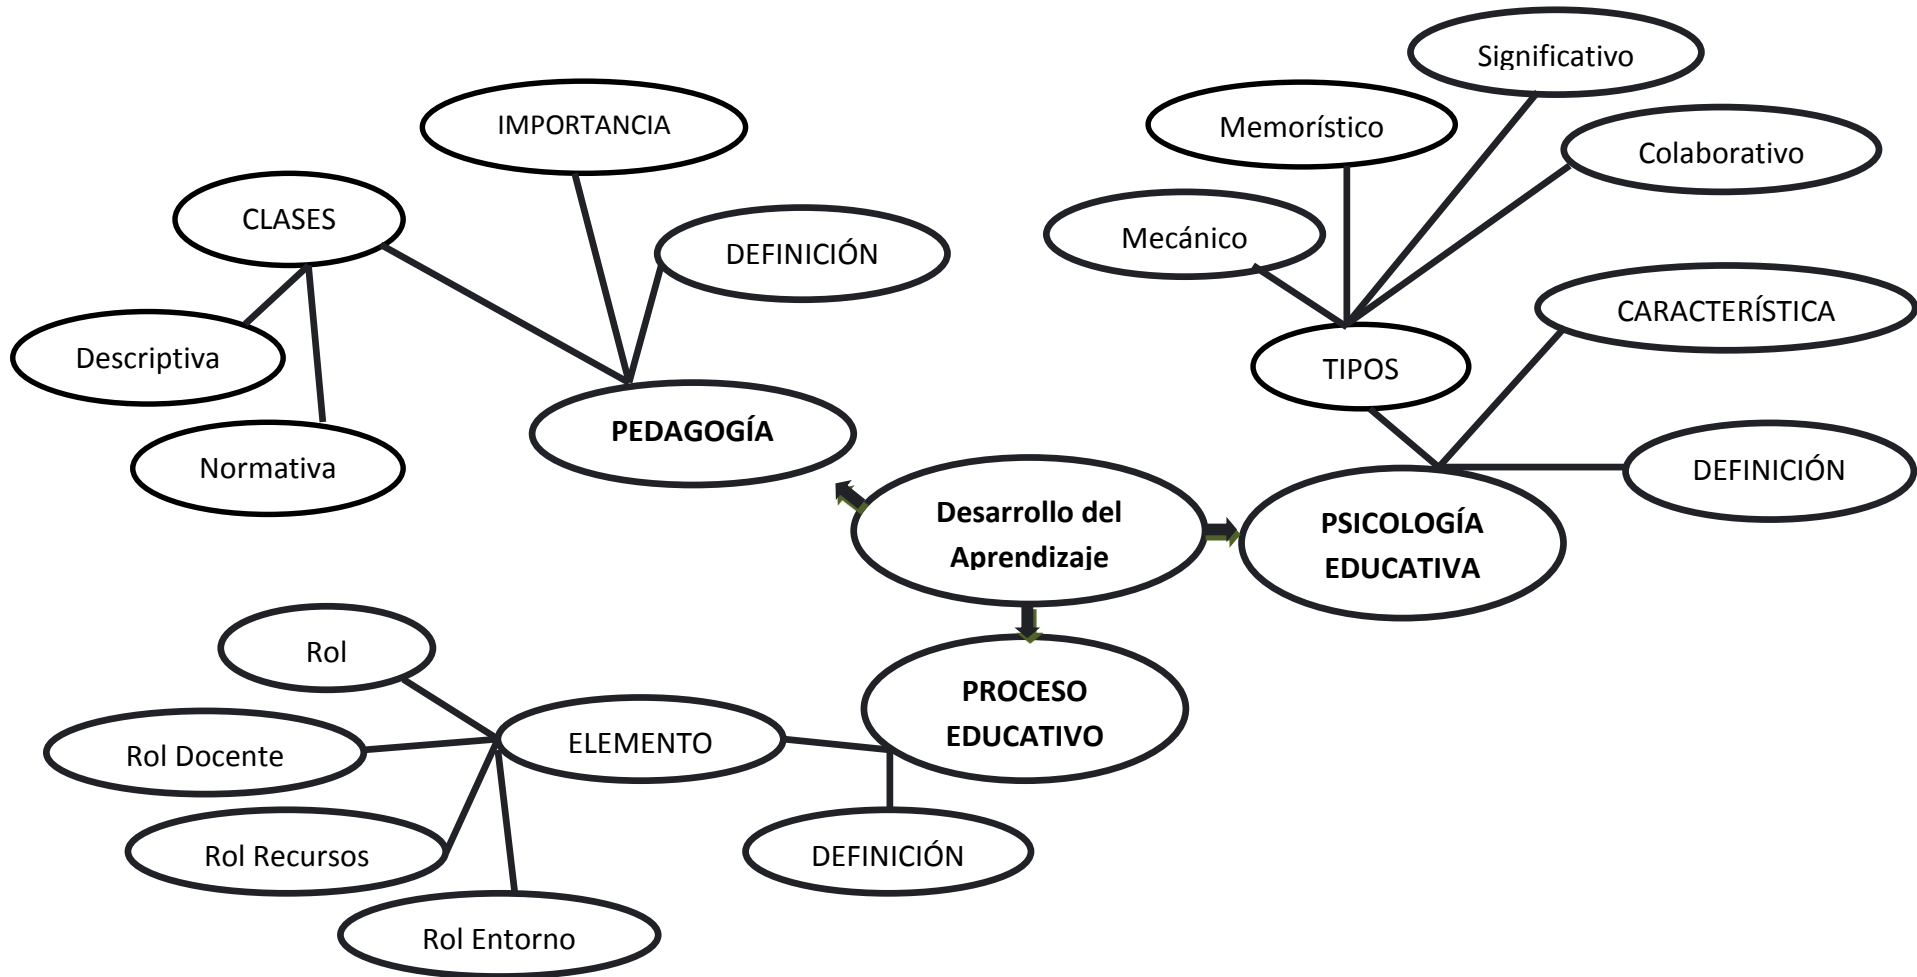 Significativo
IMPORTANCIA
Memorístico
Colaborativo
CLASES
Mecánico
DEFINICIÓN
CARACTERÍSTICA
Descriptiva
TIPOS
PEDAGOGÍA
Normativa
DEFINICIÓN
Desarrollo del
Aprendizaje
PSICOLOGÍA
EDUCATIVA
Rol
PROCESO
EDUCATIVO
ELEMENTO
Rol Docente
Rol Recursos
DEFINICIÓN
Rol Entorno